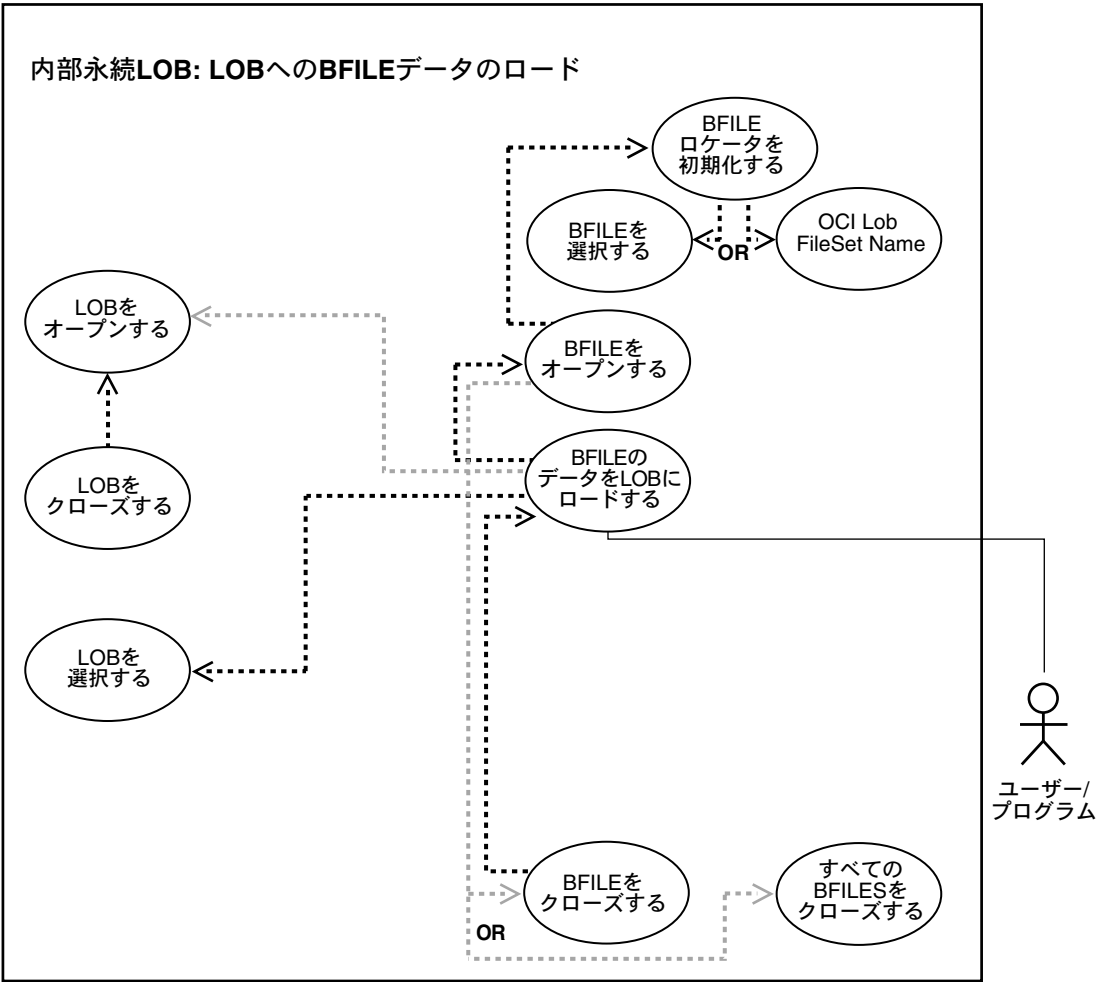 内部永続LOB: LOBへのBFILEデータのロード
BFILE
ロケータを
初期化する
BFILEを
選択する
OR
OCI Lob
FileSet Name
LOBを
オープンする
BFILEを
オープンする
LOBを
クローズする
BFILEの
データをLOBに
ロードする
LOBを
選択する
ユーザー/
プログラム
BFILEを
クローズする
すべての
BFILESを
クローズする
OR